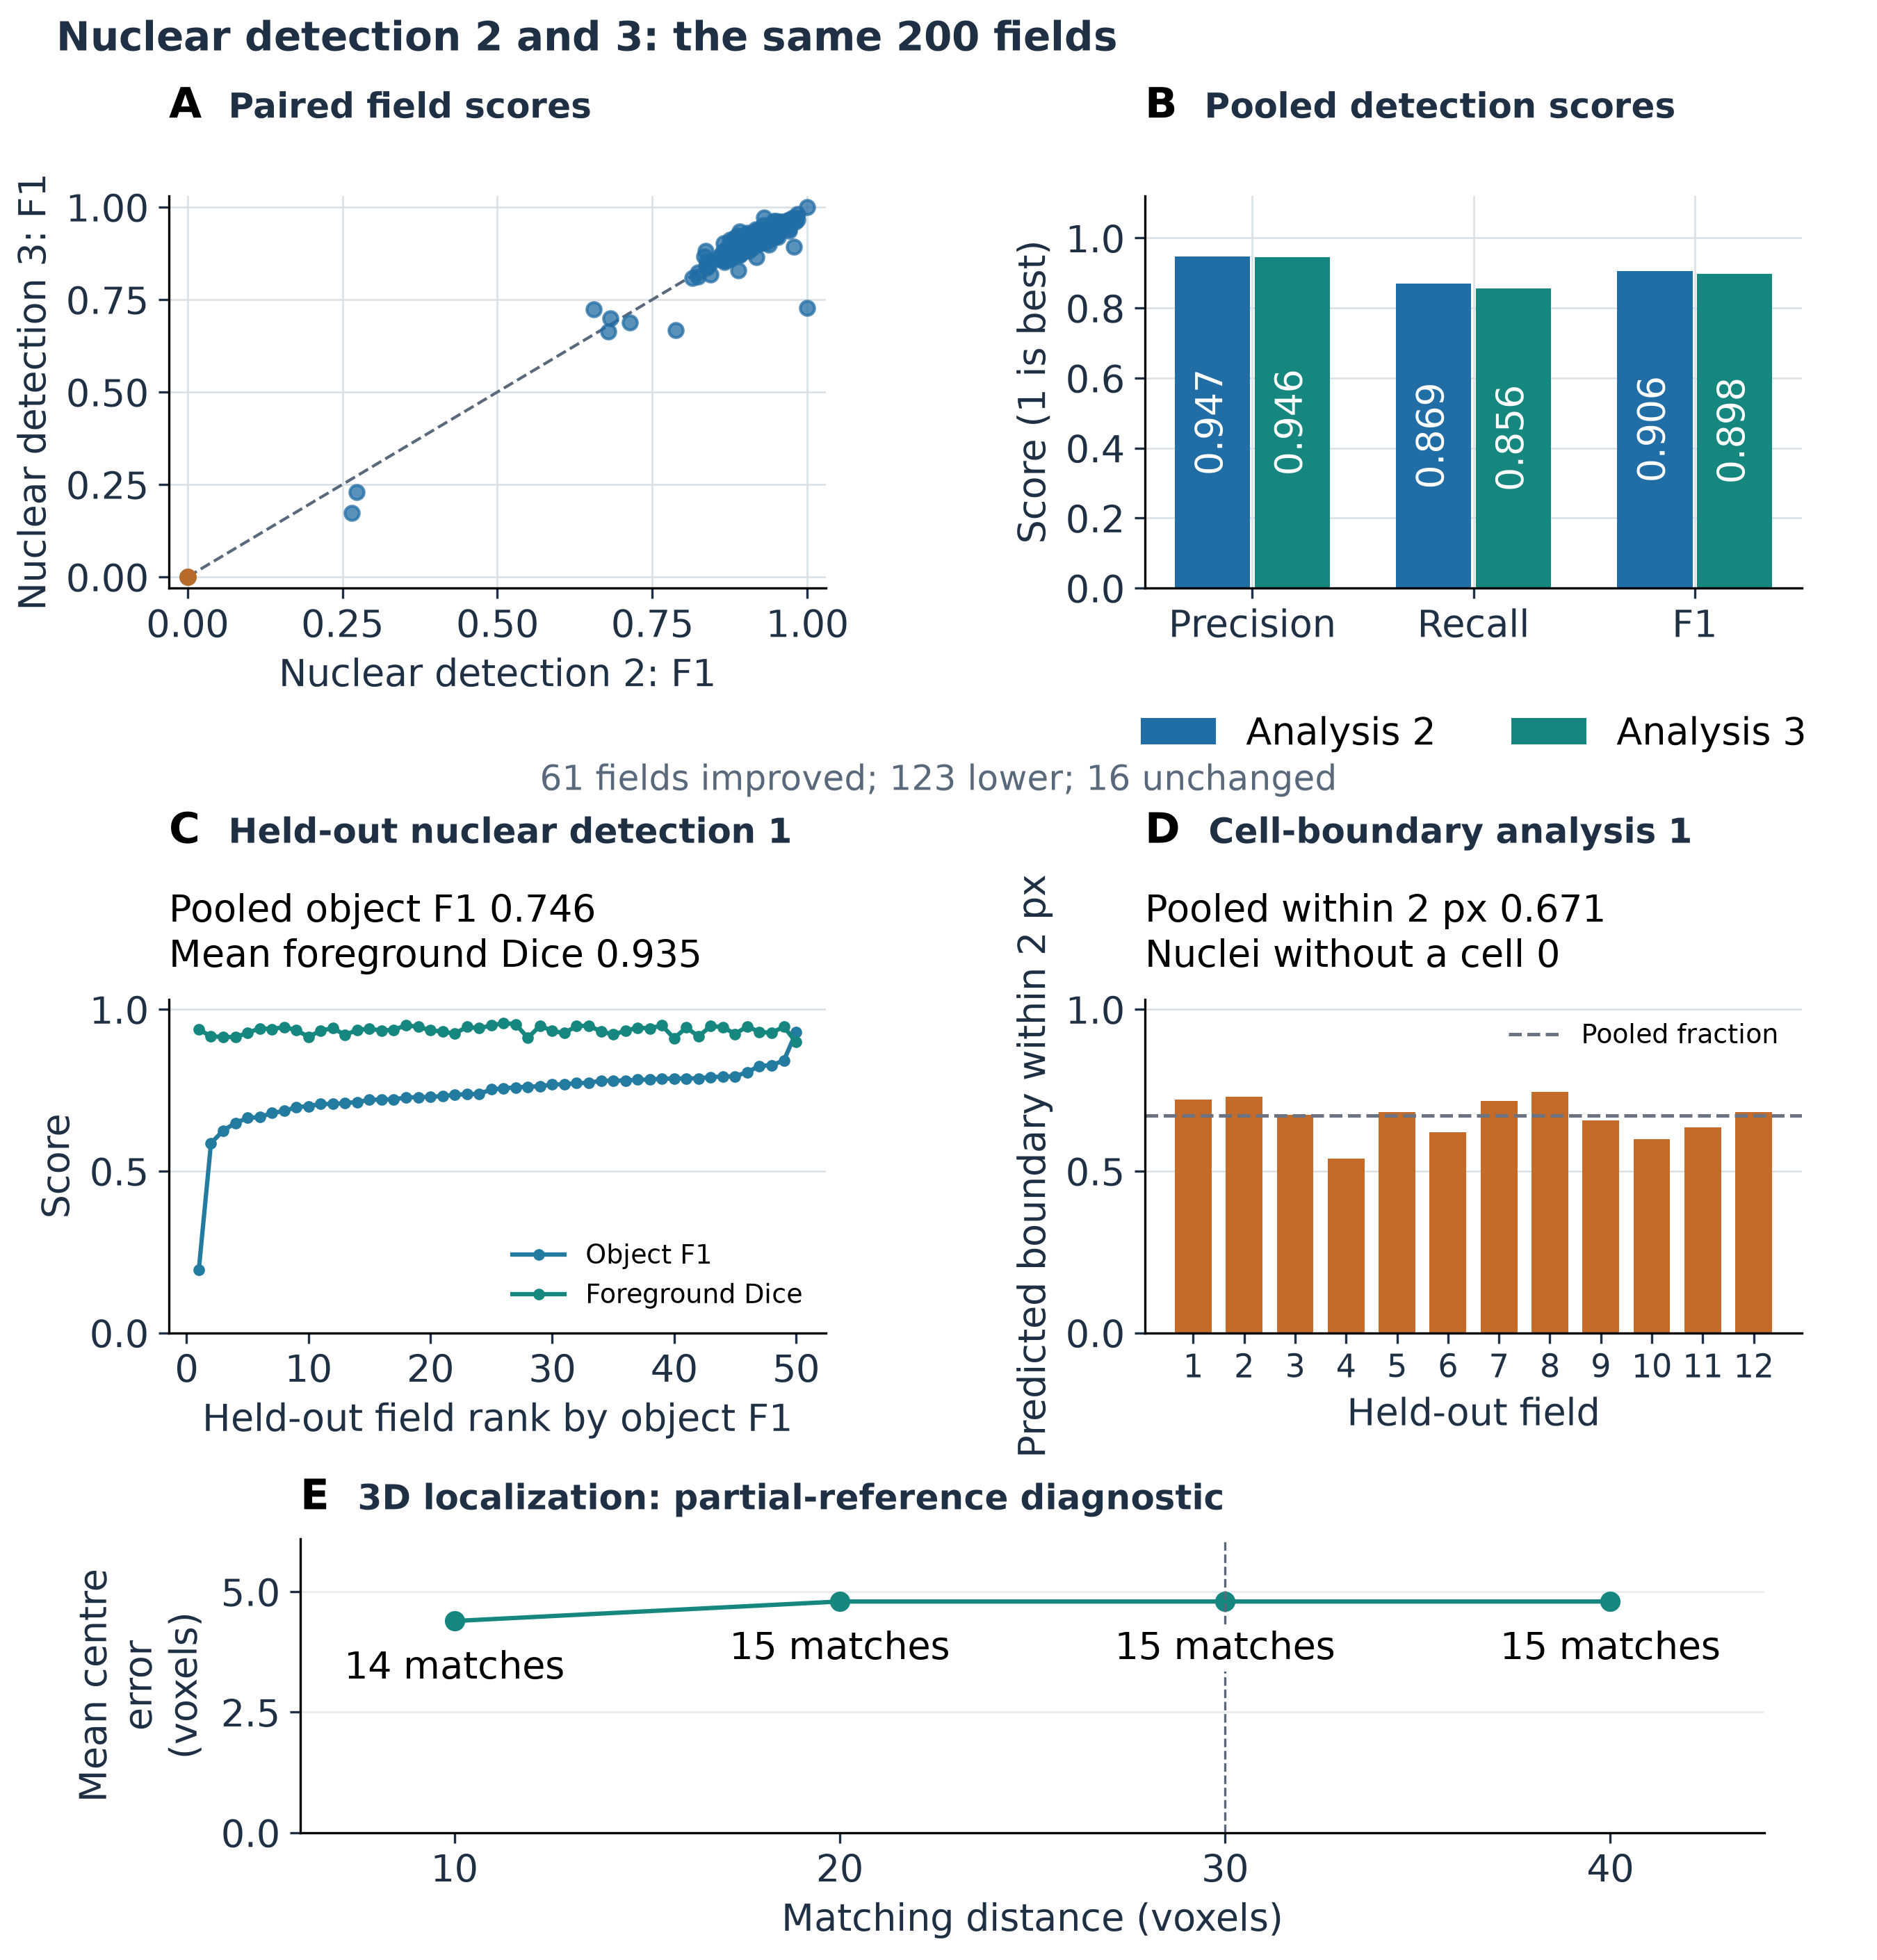 Nuclear detection 2 and 3: the same 200 fields
A Paired field scores
Nuclear detection 3: F1
1.00
0.75
0.50
0.25
0.00
0.00 0.25 0.50 0.75 1.00
Nuclear detection 2: F1
B Pooled detection scores
Score (1 is best)
1.0
0.8
0.6
0.4
0.2
0.0
0.947 0.946 0.869 0.856 0.906 0.898
Precision Recall F1
Analysis 2 Analysis 3
61 fields improved; 123 lower; 16 unchanged
C Held-out nuclear detection 1
Pooled object F1 0.746
Mean foreground Dice 0.935
Score
1.0
0.5
0.0
Object F1
Foreground Dice
0 10 20 30 40 50
Held-out field rank by object F1
D Cell-boundary analysis 1
Pooled within 2 px 0.671
Nuclei without a cell 0
Predicted boundary within 2 px
1.0
0.5
0.0
Pooled fraction
1 2 3 4 5 6 7 8 9 10 11 12
Held-out field
E 3D localization: partial-reference diagnostic
Mean centre
error
(voxels)
5.0
2.5
0.0
14 matches 15 matches 15 matches 15 matches
10 20 30 40
Matching distance (voxels)